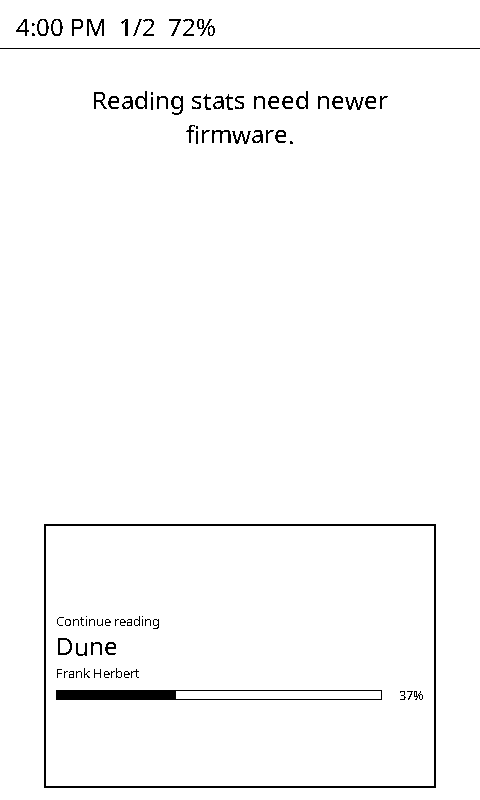 4:00 PM 1/2 72%
Reading stats need newer
firmware.
Continue reading
Dune
Frank Herbert
37%